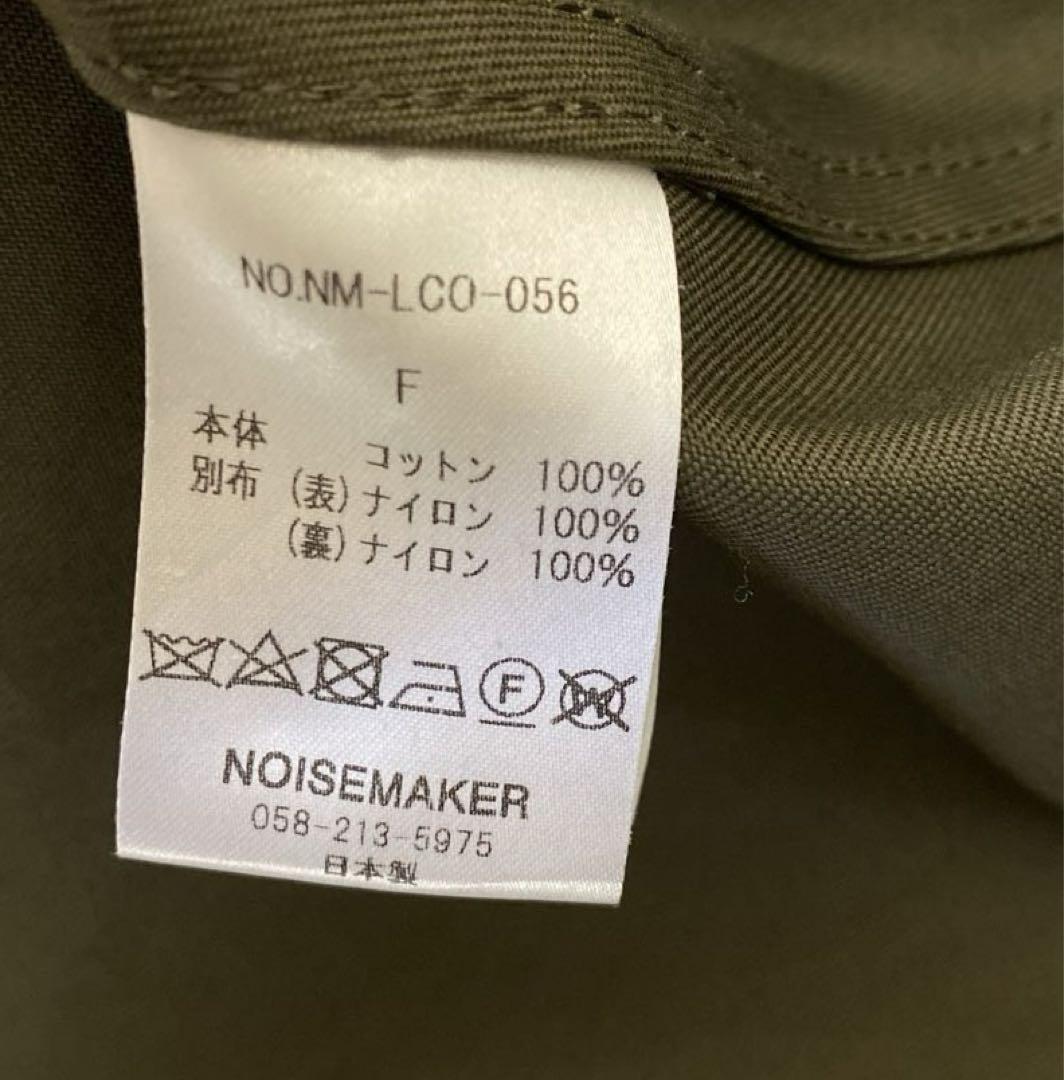 NO.NM-LCO-056
F
本体 コットン 100%
別布 (表)ナイロン 100%
(裏)ナイロン 100%
F
W
NOISEMAKER
058-213-5975
日本製